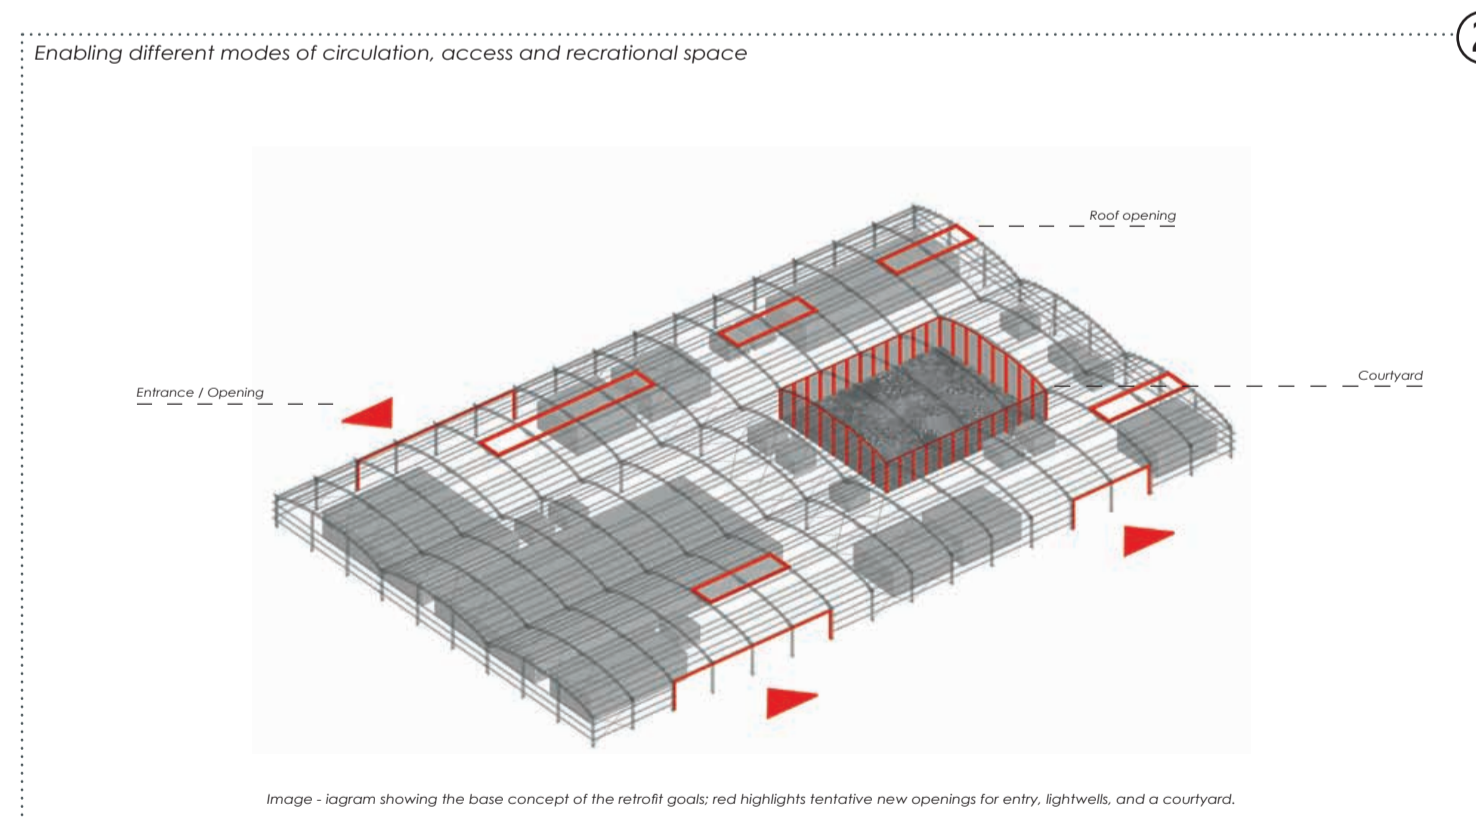 Enabling different modes of circulation, access and recrational space
Roof opening
Courtyard
Entrance / Opening
Image - iagram showing the base concept of the retrofit goals; red highlights tentative new openings for entry, lightwells, and a courtyard.